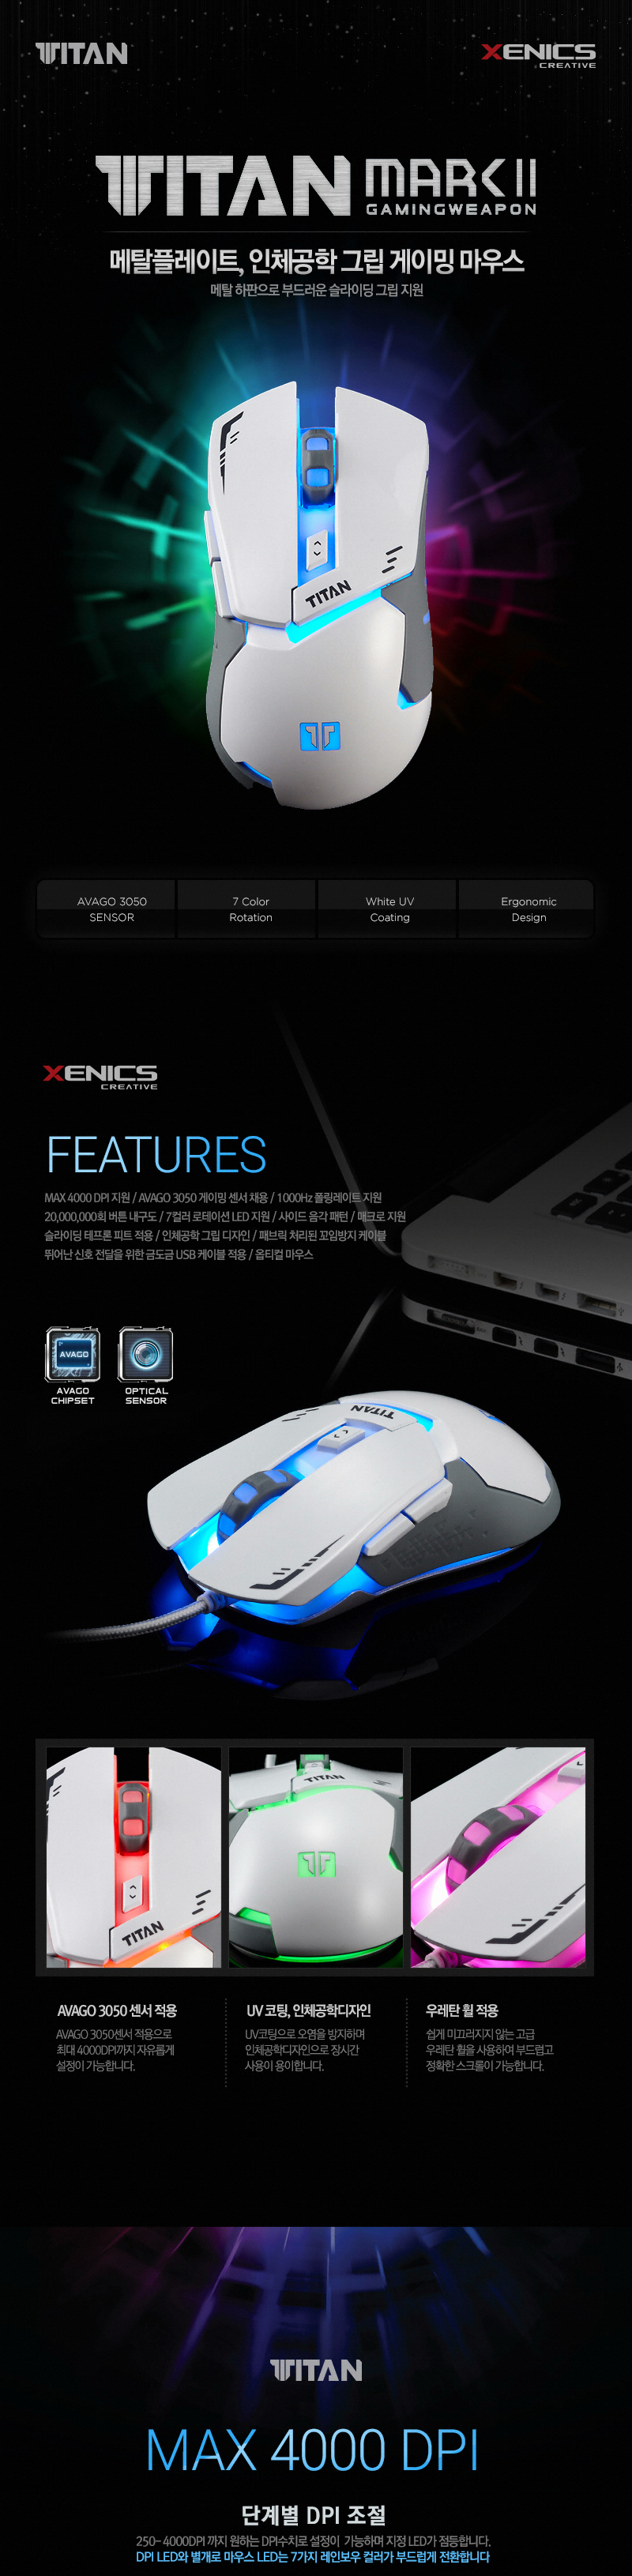 TITAN
XENICS
CREATIVE
TITAN MARK II
GAMINGWEAPON
메탈플레이트, 인체공학 그립 게이밍 마우스
메탈 하판으로 부드러운 슬라이딩 그립 지원
TITAN
AVAGO 3050
SENSOR
7 Color
Rotation
White UV
Coating
Ergonomic
Design
XENICS
CREATIVE
FEATURES
MAX 4000 DPI 지원 / AVAGO 3050 게이밍 센서 채용 / 1000Hz 폴링레이트 지원
20,000,000회 버튼 내구도 / 7컬러 로테이션 LED 지원 / 사이드 음각 패턴 / 매크로 지원
슬라이딩 테프론 피트 적용 / 인체공학 그립 디자인 / 패브릭 처리된 꼬임방지 케이블
뛰어난 신호 전달을 위한 금도금 USB 케이블 적용 / 옵티컬 마우스
AVAGO
AVAGO
CHIPSET
OPTICAL
SENSOR
TITAN
TITAN
TITAN
AVAGO 3050 센서 적용
AVAGO 3050센서 적용으로
최대 4000DPI까지 자유롭게
설정이 가능합니다.
UV 코팅, 인체공학디자인
UV코팅으로 오염을 방지하며
인체공학디자인으로 장시간
사용이 용이합니다.
우레탄 휠 적용
쉽게 미끄러지지 않는 고급
우레탄 휠을 사용하여 부드럽고
정확한 스크롤이 가능합니다.
TITAN
MAX 4000 DPI
단계별 DPI 조절
250~ 4000DPI 까지 원하는 DPI수치로 설정이 가능하며 지정 LED가 점등합니다.
DPI LED와 별개로 마우스 LED는 7가지 레인보우 컬러가 부드럽게 전환합니다